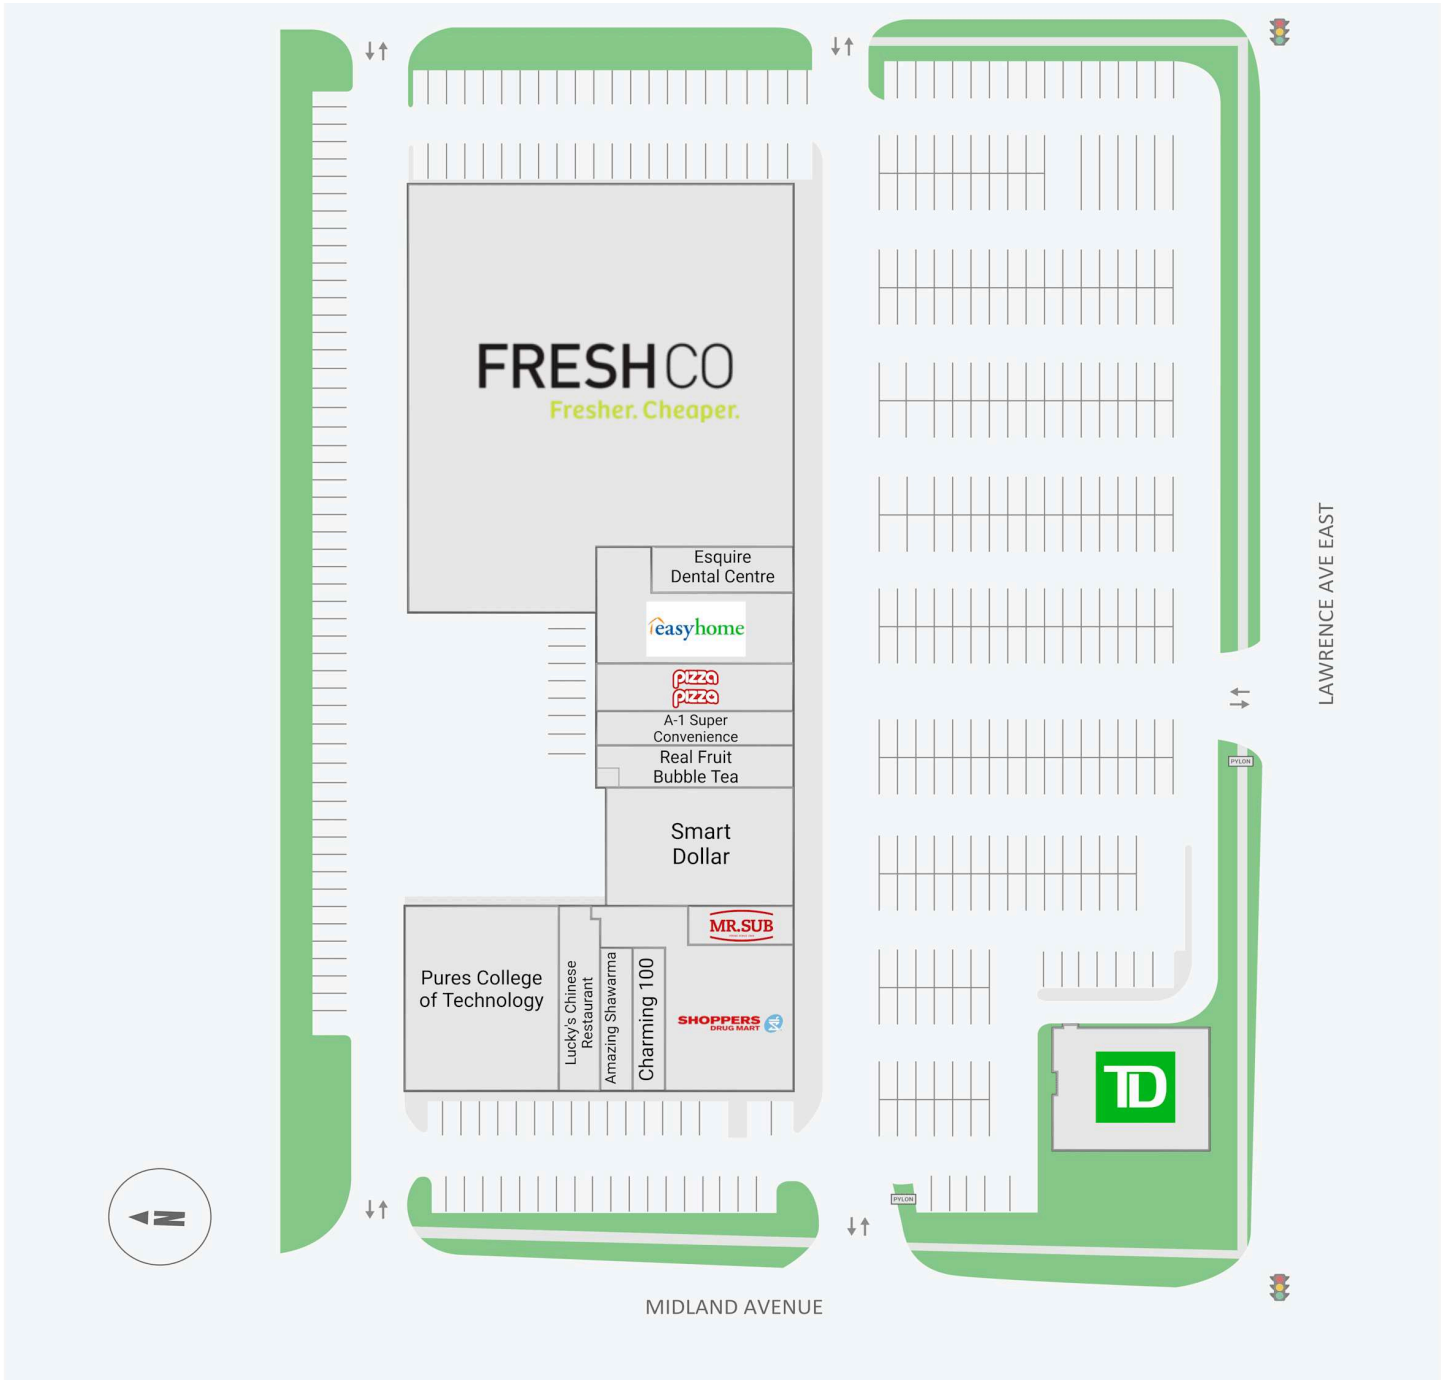 FRESHCO
Fresher. Cheaper.
Esquire
Dental Centre
easyhome
pizza
pizza
A-1 Super
Convenience
Real Fruit
Bubble Tea
Smart
Dollar
MR.SUB
Pures College
of Technology
Lucky's Chinese
Restaurant
Amazing Shawarma
Charming 100
SHOPPERS
DRUG MART
TD
PYLON
PYLON
LAWRENCE AVE EAST
N
MIDLAND AVENUE